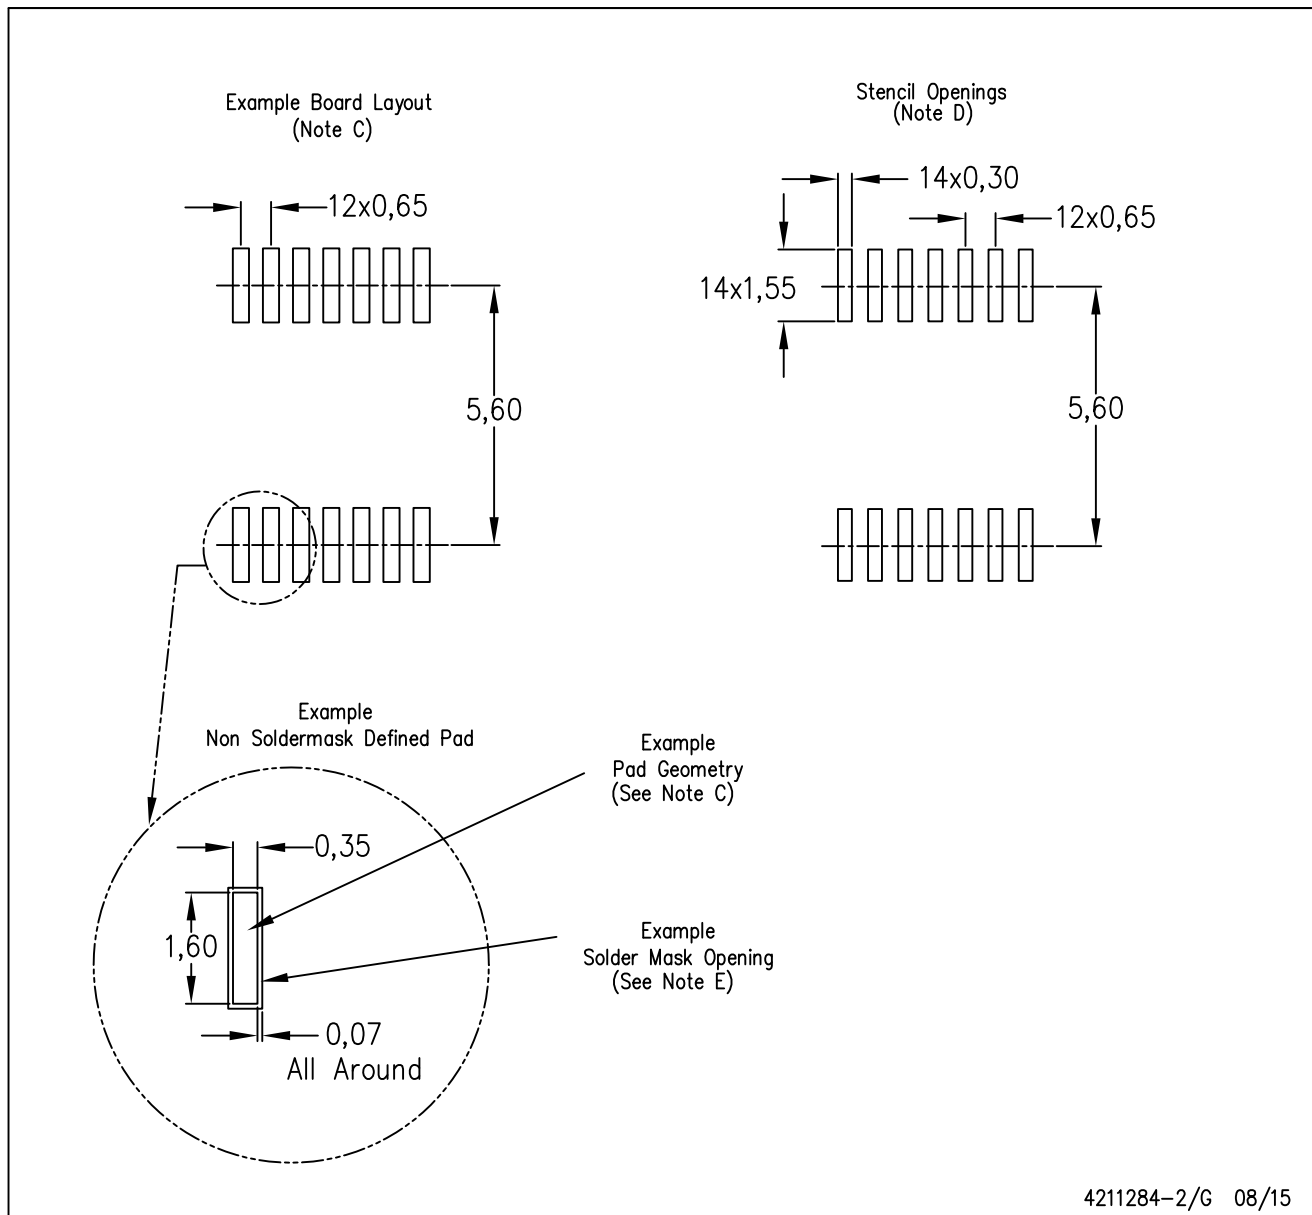 Example Board Layout
(Note C)
12x0,65
5,60
Stencil Openings
(Note D)
14x0,30
12x0,65
14x1,55
5,60
Example
Non Soldermask Defined Pad
0,35
1,60
0,07
All Around
Example
Pad Geometry
(See Note C)
Example
Solder Mask Opening
(See Note E)
4211284-2/G 08/15